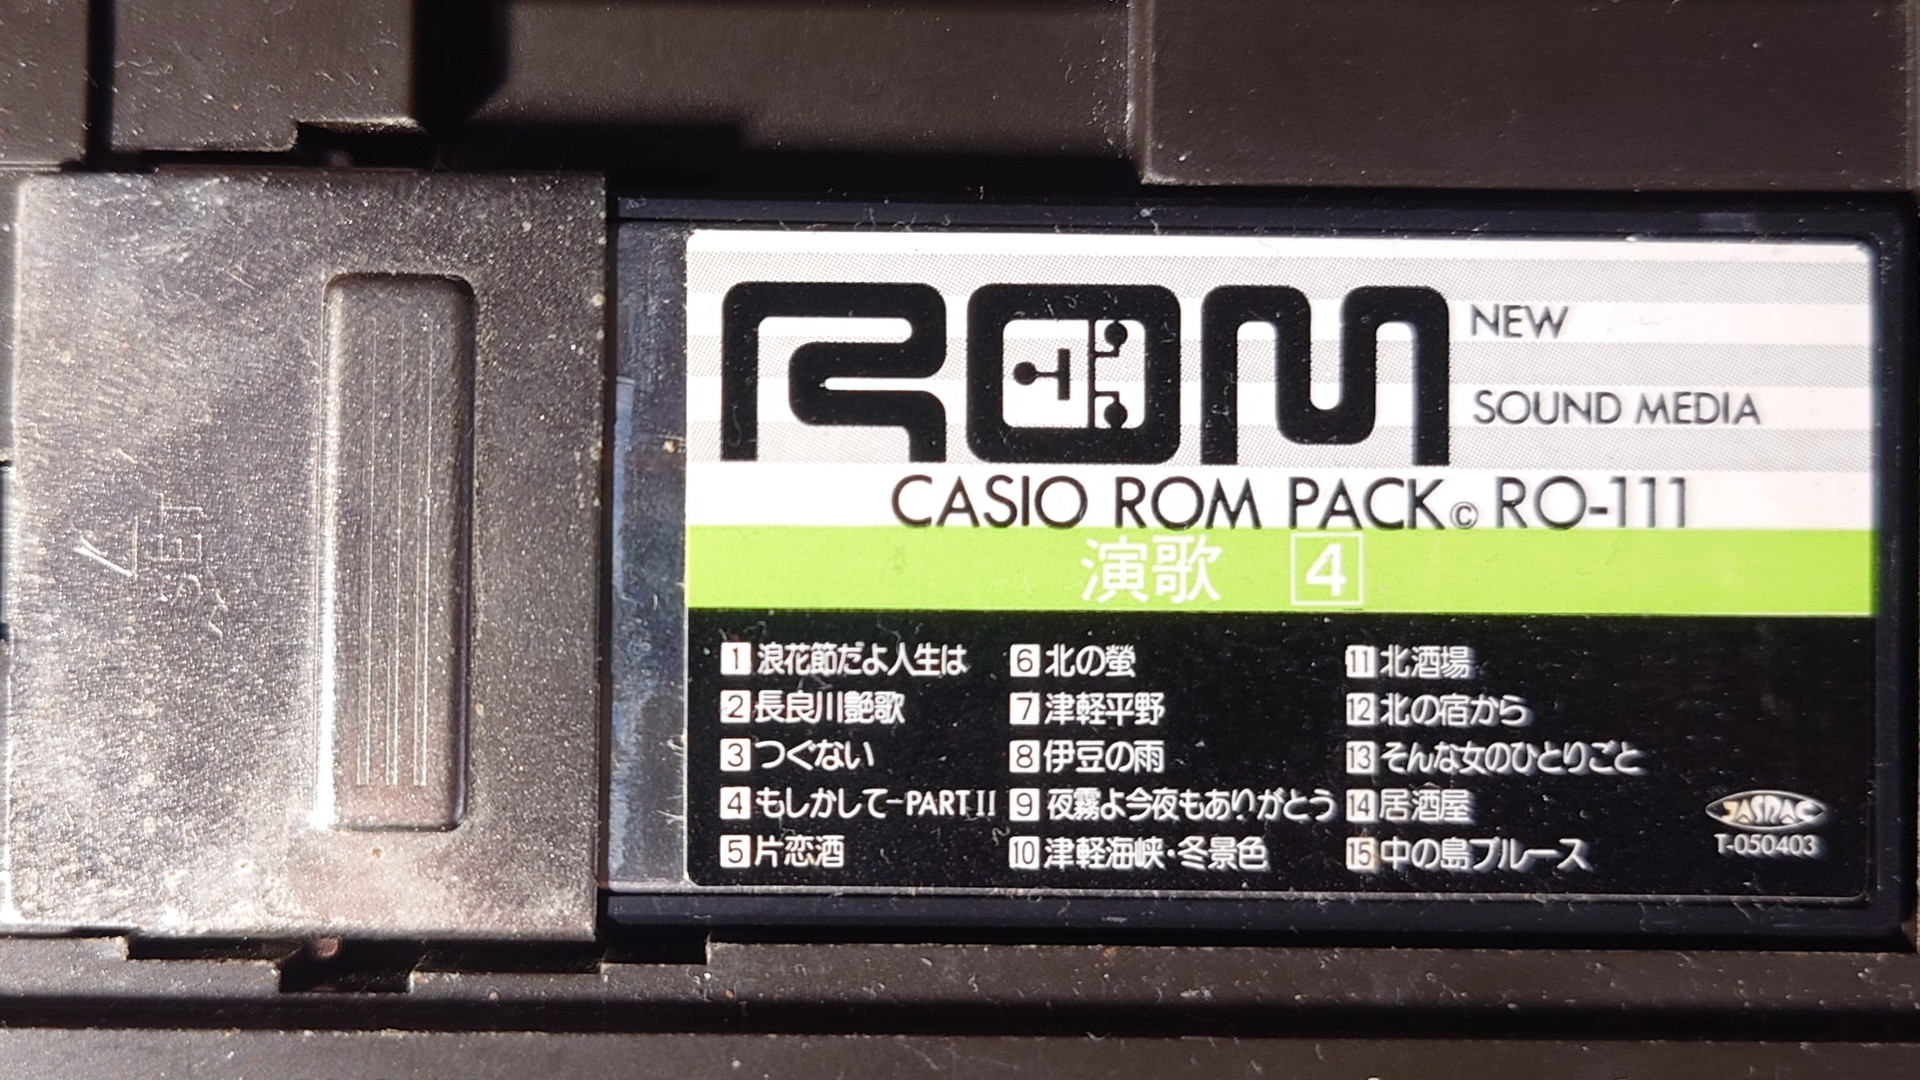 SET
ROM
NEW
SOUND MEDIA
CASIO ROM PACK© RO-111
演歌 4
1 浪花節だよ人生は
2 長良川艶歌
3 つぐない
4 もしかして-PART II
5 片恋酒
6 北の螢
7 津軽平野
8 伊豆の雨
9 夜霧よ今夜もありがとう
10 津軽海峡・冬景色
11 北酒場
12 北の宿から
13 そんな女のひとりごと
14 居酒屋
15 中の島ブルース
JASRAC
T-050403